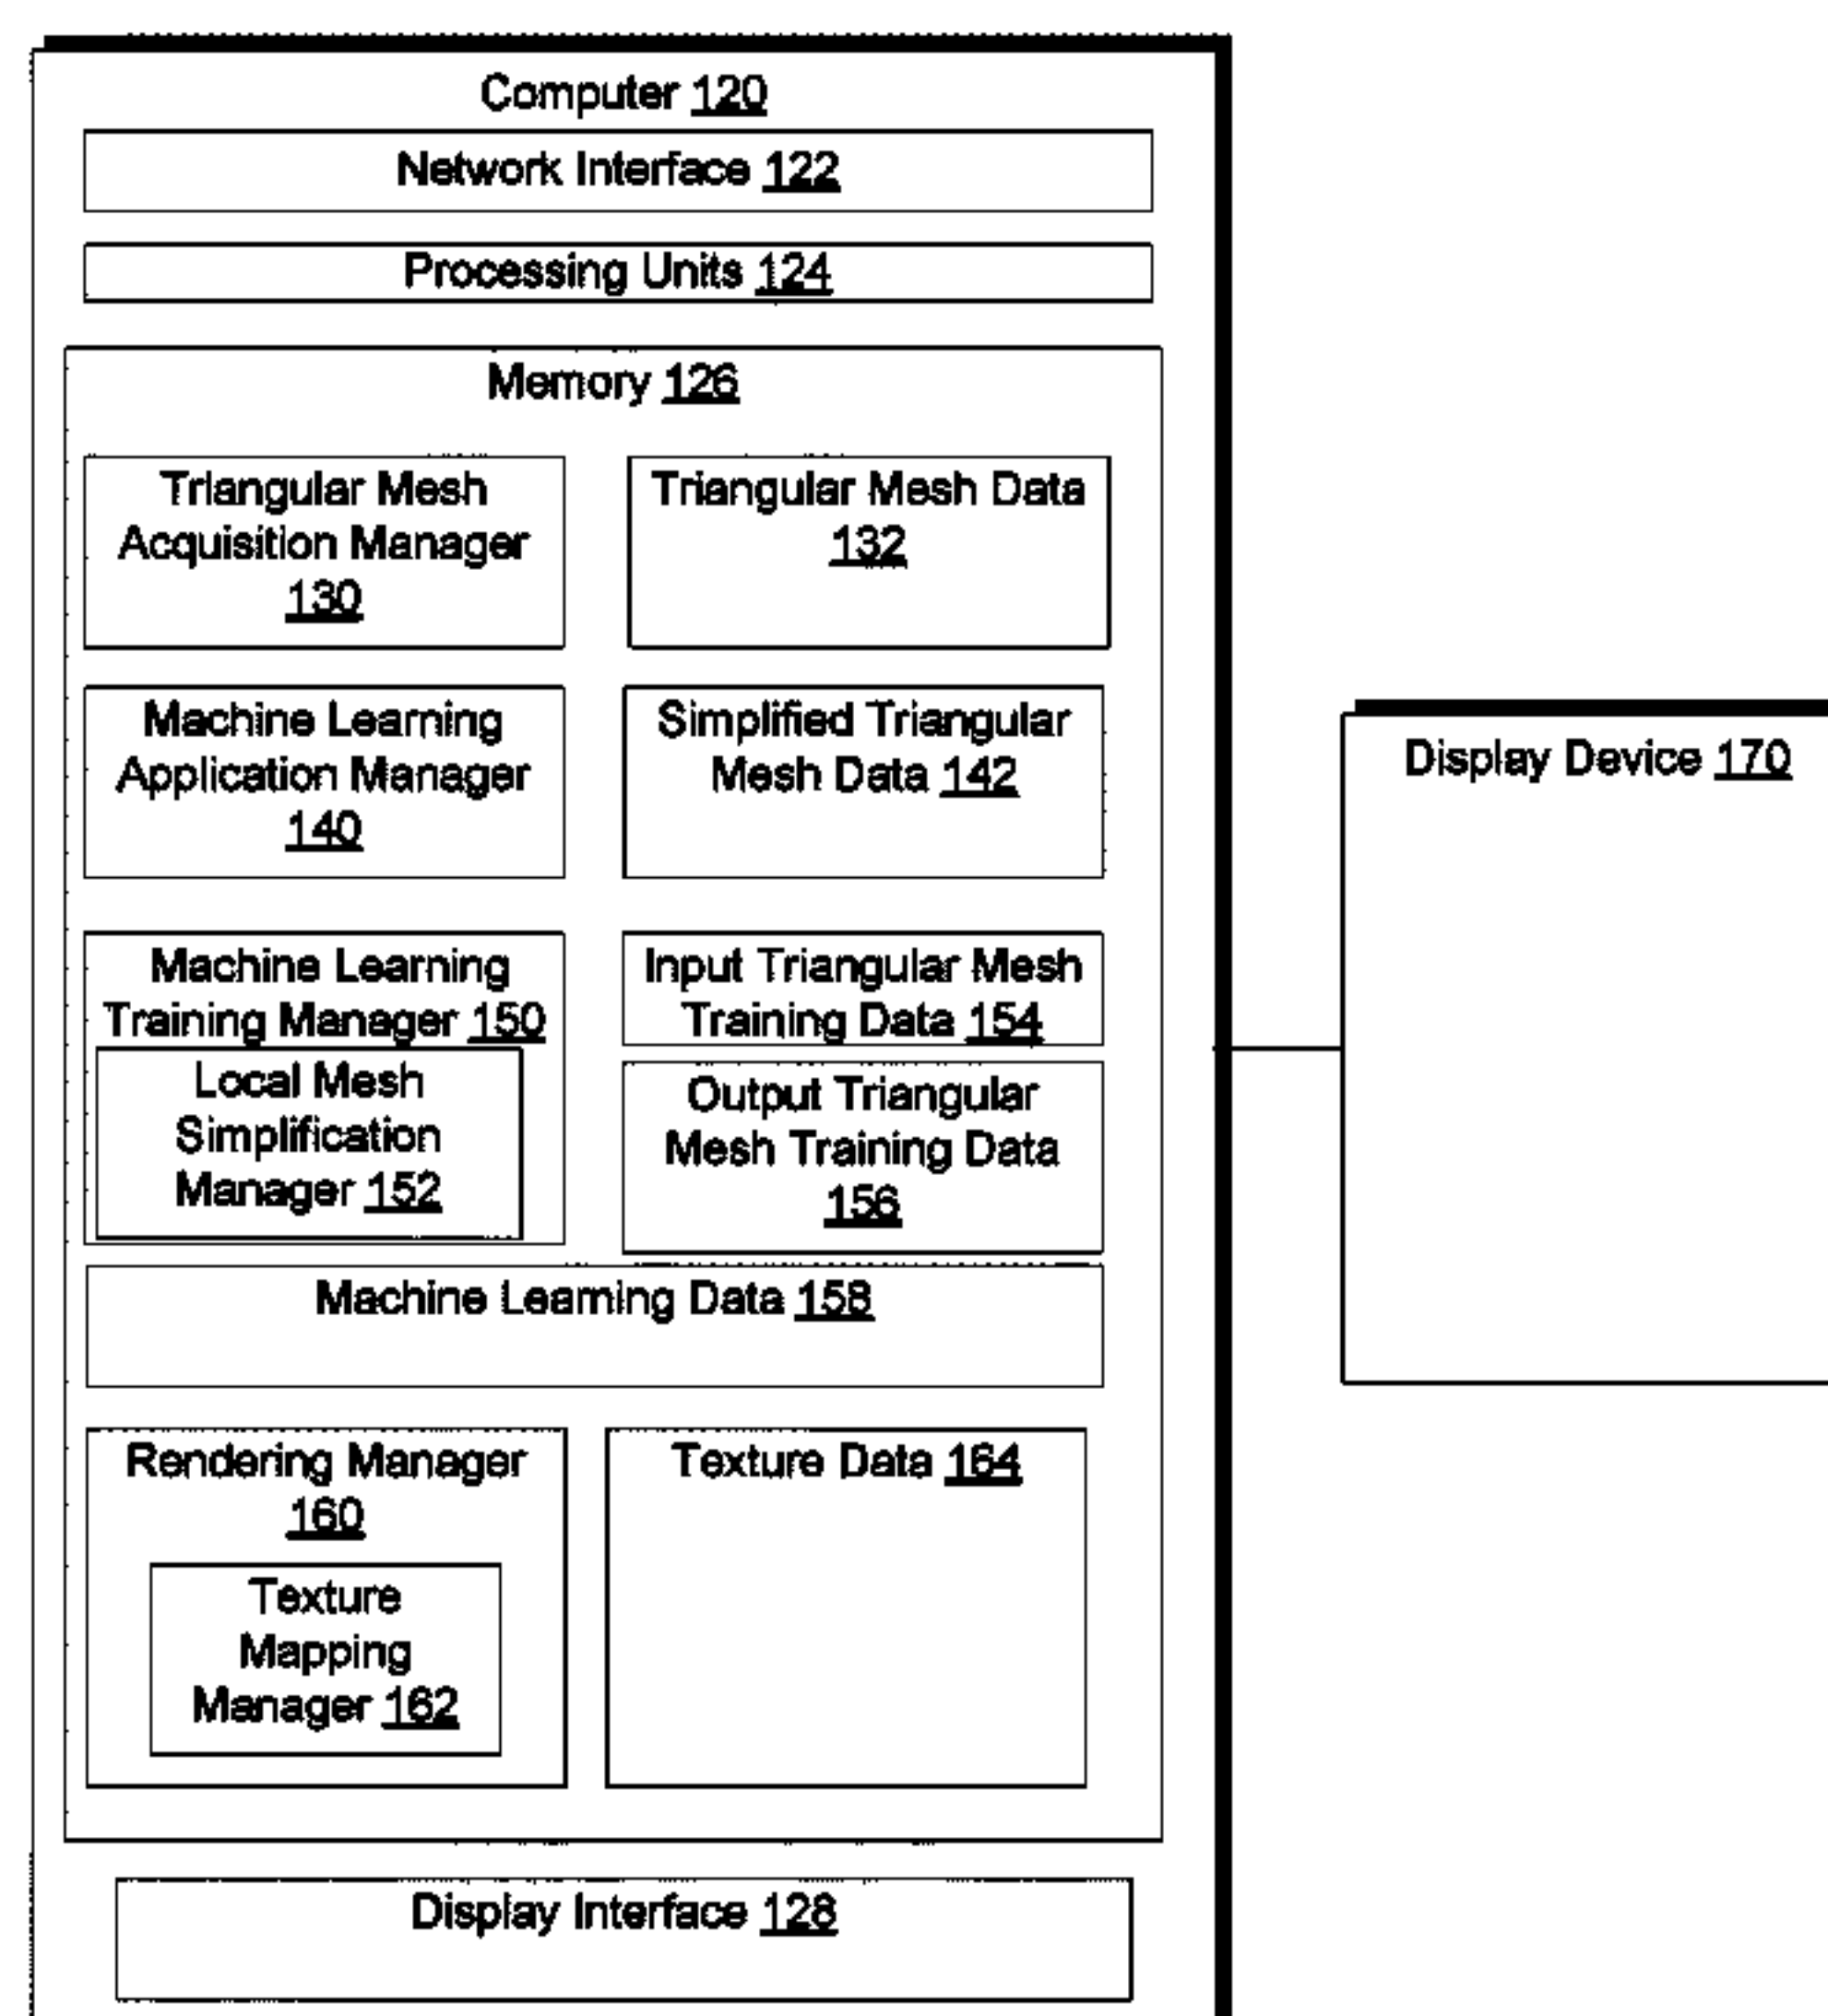 Computer 120
Network Interface 122
Processing Units 124
Memory 126
Triangular Mesh
Acquisition Manager
130
Triangular Mesh Data
132
Machine Learning
Application Manager
140
Simplified Triangular
Mesh Data 142
Machine Learning
Training Manager 150
Local Mesh
Simplification
Manager 152
Input Triangular Mesh
Training Data 154
Output Triangular
Mesh Training Data
156
Machine Learning Data 158
Rendering Manager
160
Texture
Mapping
Manager 162
Texture Data 164
Display Interface 128
Display Device 170